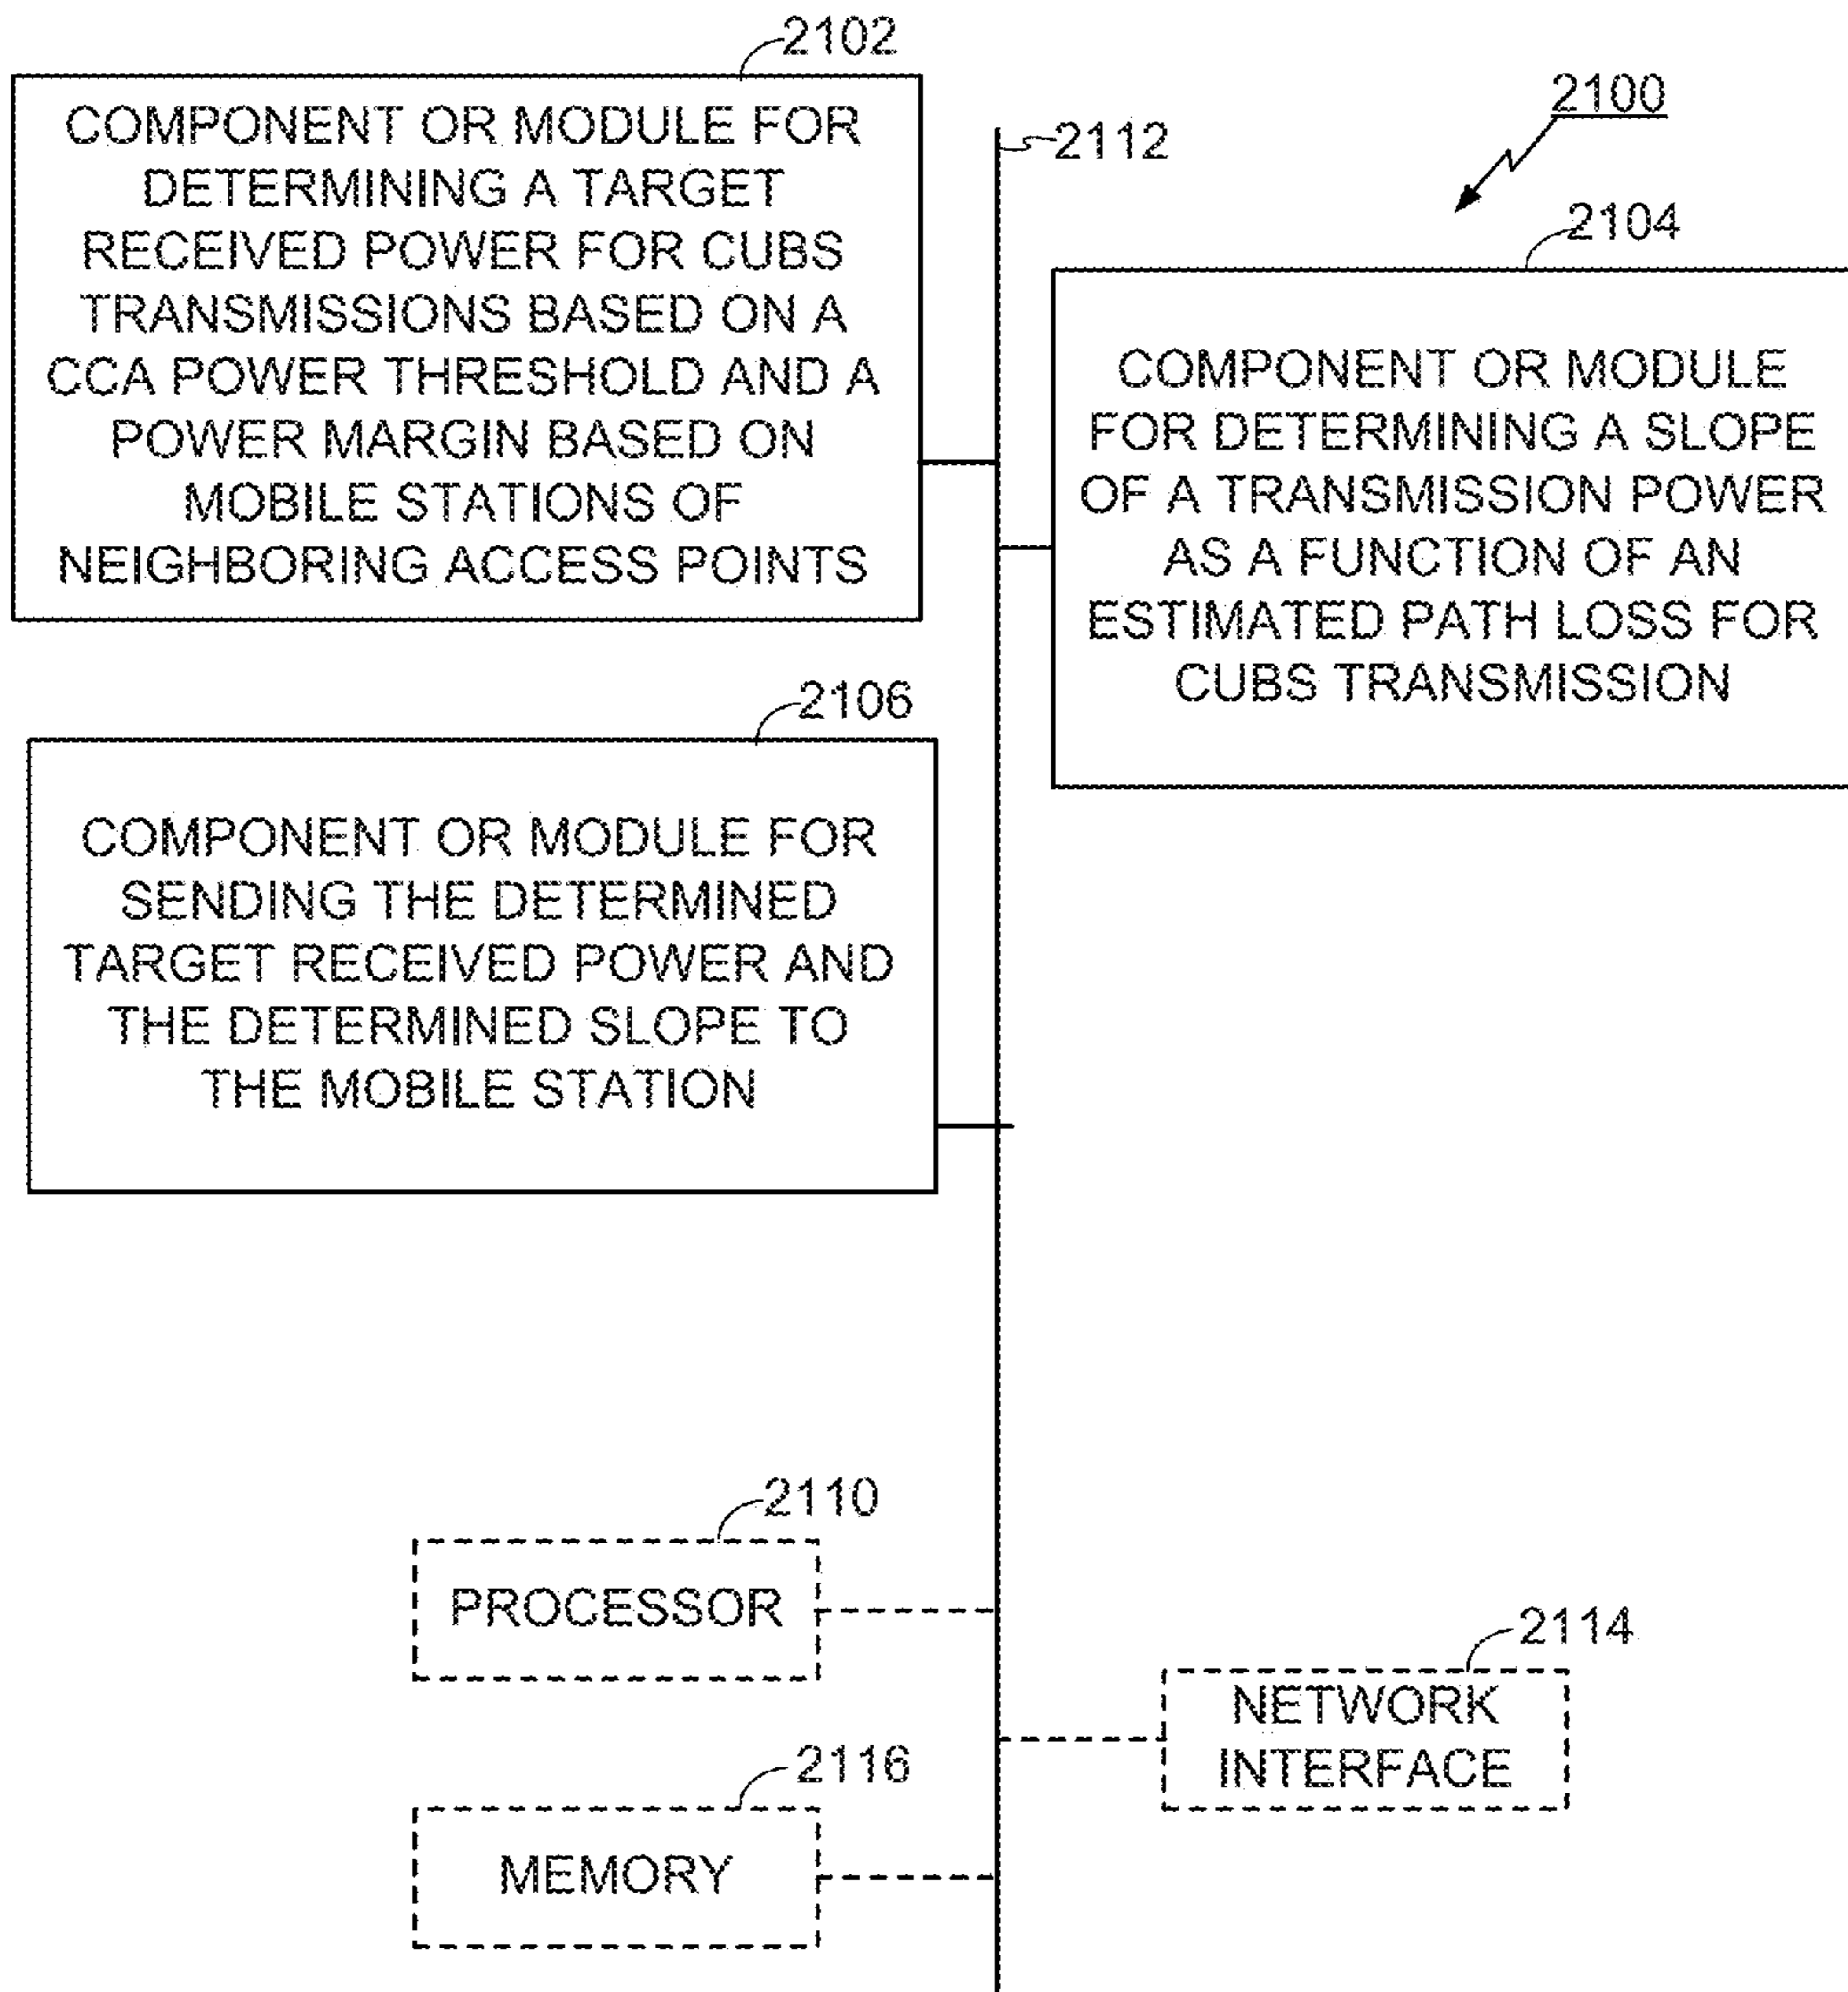 2102
COMPONENT OR MODULE FOR
DETERMINING A TARGET
RECEIVED POWER FOR CUBS
TRANSMISSIONS BASED ON A
CCA POWER THRESHOLD AND A
POWER MARGIN BASED ON
MOBILE STATIONS OF
NEIGHBORING ACCESS POINTS
2112
2100
2104
COMPONENT OR MODULE
FOR DETERMINING A SLOPE
OF A TRANSMISSION POWER
AS A FUNCTION OF AN
ESTIMATED PATH LOSS FOR
CUBS TRANSMISSION
2106
COMPONENT OR MODULE FOR
SENDING THE DETERMINED
TARGET RECEIVED POWER AND
THE DETERMINED SLOPE TO
THE MOBILE STATION
2110
PROCESSOR
2114
NETWORK
INTERFACE
2116
MEMORY